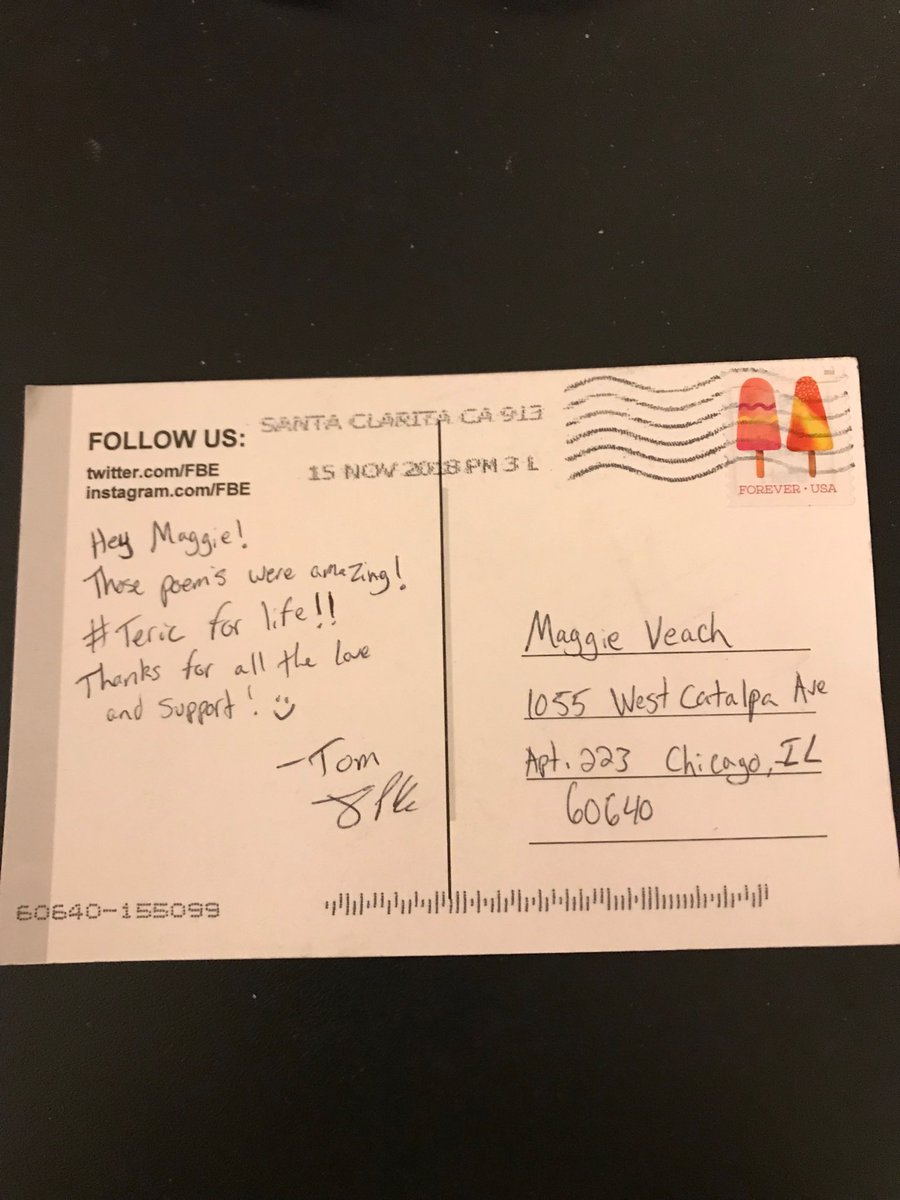 FOLLOW US:
twitter.com/FBE
instagram.com/FBE
SANTA CLARITA CA 913
15 NOV 2018 PM 3 L
FOREVER • USA
Hey Maggie!
Those poem's were amazing!
#Teric for life!!
Thanks for all the love
and support! :)
-Tom
Maggie Veach
1055 West Catalpa Ave
Apt. 223 Chicago, IL
60640
60640-155099